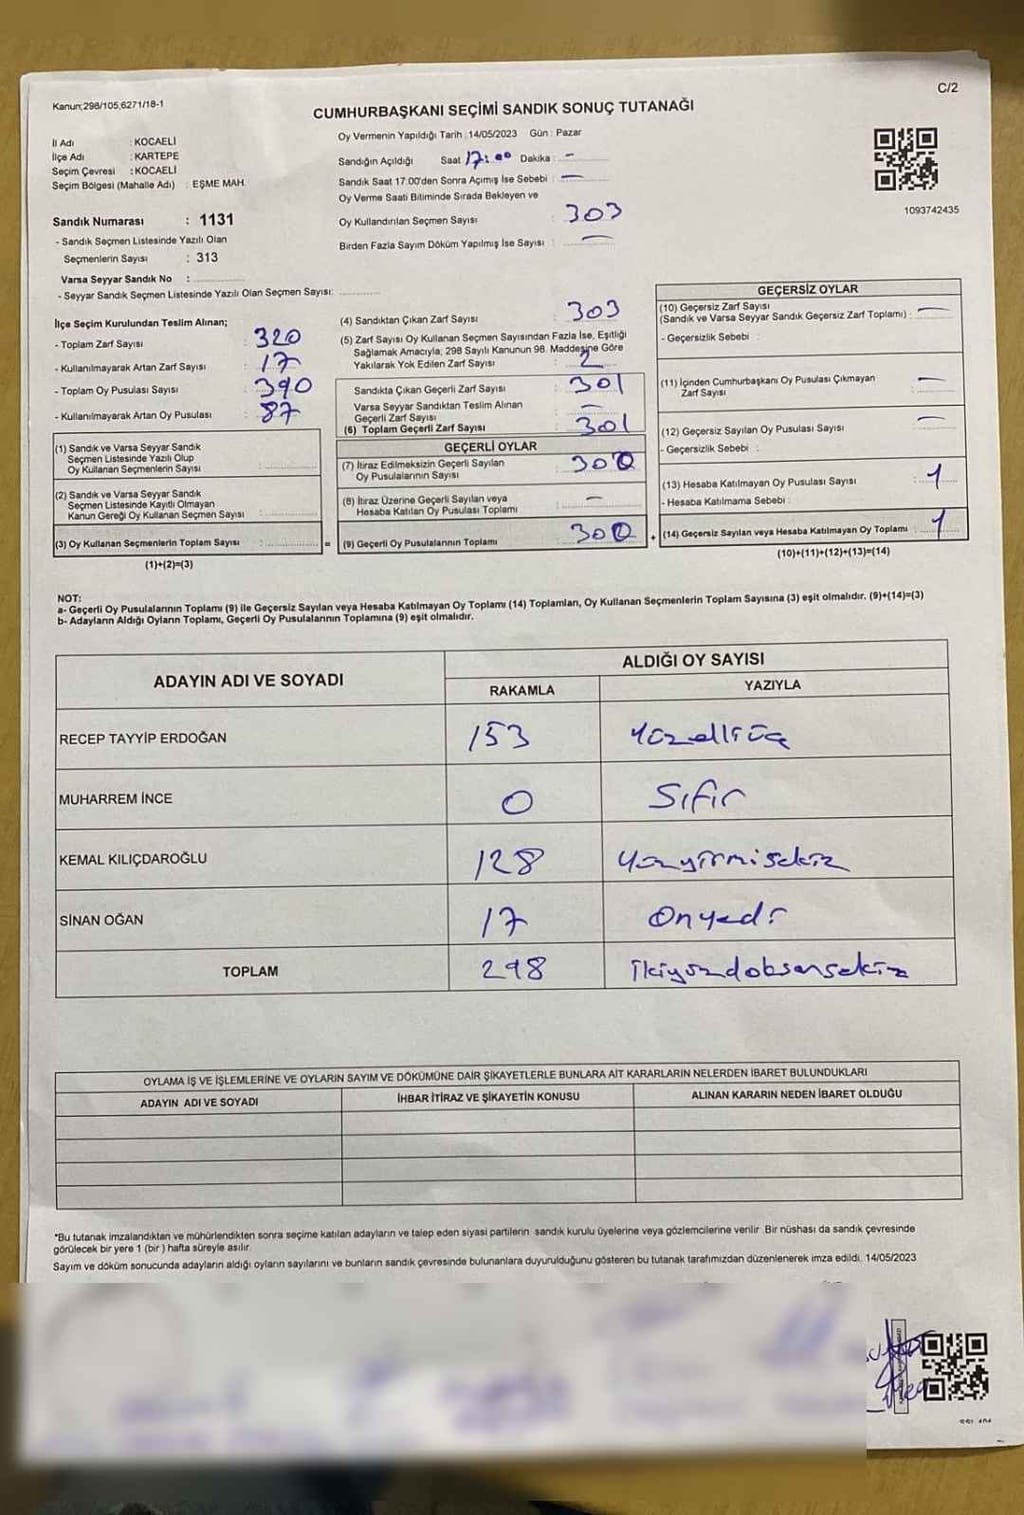 Kanun;298/105,6271/18-1
C/2
CUMHURBAŞKANI SEÇİMİ SANDIK SONUÇ TUTANAĞI
İl Adı : KOCAELİ
İlçe Adı : KARTEPE
Seçim Çevresi : KOCAELİ
Seçim Bölgesi (Mahalle Adı) : EŞME MAH.
Sandık Numarası : 1131
- Sandık Seçmen Listesinde Yazılı Olan
Seçmenlerin Sayısı : 313
Varsa Seyyar Sandık No :
- Seyyar Sandık Seçmen Listesinde Yazılı Olan Seçmen Sayısı:
Oy Vermenin Yapıldığı Tarih : 14/05/2023 Gün : Pazar
Sandığın Açıldığı Saat 17:00 Dakika : -
Sandık Saat 17:00'den Sonra Açılmış İse Sebebi : -
Oy Verme Saati Bitiminde Sırada Bekleyen ve
Oy Kullandırılan Seçmen Sayısı : 303
Birden Fazla Sayım Döküm Yapılmış İse Sayısı : -
1093742435
İlçe Seçim Kurulundan Teslim Alınan;
- Toplam Zarf Sayısı : 320
- Kullanılmayarak Artan Zarf Sayısı : 17
- Toplam Oy Pusulası Sayısı : 390
- Kullanılmayarak Artan Oy Pusulası : 87
(1) Sandık ve Varsa Seyyar Sandık
Seçmen Listesinde Yazılı Olup
Oy Kullanan Seçmenlerin Sayısı :
(2) Sandık ve Varsa Seyyar Sandık
Seçmen Listesinde Kayıtlı Olmayan
Kanun Gereği Oy Kullanan Seçmen Sayısı :
(3) Oy Kullanan Seçmenlerin Toplam Sayısı : =
(1)+(2)=(3)
(4) Sandıktan Çıkan Zarf Sayısı : 303
(5) Zarf Sayısı Oy Kullanan Seçmen Sayısından Fazla İse, Eşitliği
Sağlamak Amacıyla; 298 Sayılı Kanunun 98. Maddesine Göre
Yakılarak Yok Edilen Zarf Sayısı : 2
Sandıkta Çıkan Geçerli Zarf Sayısı : 301
Varsa Seyyar Sandıktan Teslim Alınan
Geçerli Zarf Sayısı : -
(6) Toplam Geçerli Zarf Sayısı : 301
GEÇERLİ OYLAR
(7) İtiraz Edilmeksizin Geçerli Sayılan
Oy Pusulalarının Sayısı : 300
(8) İtiraz Üzerine Geçerli Sayılan veya
Hesaba Katılan Oy Pusulası Toplamı : -
(9) Geçerli Oy Pusulalarının Toplamı : 300 +
GEÇERSİZ OYLAR
(10) Geçersiz Zarf Sayısı
(Sandık ve Varsa Seyyar Sandık Geçersiz Zarf Toplamı) : -
- Geçersizlik Sebebi :
(11) İçinden Cumhurbaşkanı Oy Pusulası Çıkmayan
Zarf Sayısı : -
(12) Geçersiz Sayılan Oy Pusulası Sayısı : -
- Geçersizlik Sebebi :
(13) Hesaba Katılmayan Oy Pusulası Sayısı : 1
- Hesaba Katılmama Sebebi :
(14) Geçersiz Sayılan veya Hesaba Katılmayan Oy Toplamı : 1
(10)+(11)+(12)+(13)=(14)
NOT:
a- Geçerli Oy Pusulalarının Toplamı (9) ile Geçersiz Sayılan veya Hesaba Katılmayan Oy Toplamı (14) Toplamları, Oy Kullanan Seçmenlerin Toplam Sayısına (3) eşit olmalıdır. (9)+(14)=(3)
b- Adayların Aldığı Oyların Toplamı, Geçerli Oy Pusulalarının Toplamına (9) eşit olmalıdır.
ADAYIN ADI VE SOYADI
ALDIĞI OY SAYISI
RAKAMLA YAZIYLA
RECEP TAYYİP ERDOĞAN 153 Yüzelliüç
MUHARREM İNCE 0 Sıfır
KEMAL KILIÇDAROĞLU 128 Yüzyirmisekiz
SİNAN OĞAN 17 Onyedi
TOPLAM 298 ikiyüzdoksansekiz
OYLAMA İŞ VE İŞLEMLERİNE VE OYLARIN SAYIM VE DÖKÜMÜNE DAİR ŞİKAYETLERLE BUNLARA AİT KARARLARIN NELERDEN İBARET BULUNDUKLARI
ADAYIN ADI VE SOYADI İHBAR İTİRAZ VE ŞİKAYETİN KONUSU ALINAN KARARIN NEDEN İBARET OLDUĞU
*Bu tutanak imzalandıktan ve mühürlendikten sonra seçime katılan adayların ve talep eden siyasi partilerin sandık kurulu üyelerine veya gözlemcilerine verilir. Bir nüshası da sandık çevresinde
görülecek bir yere 1 (bir ) hafta süreyle asılır.
Sayım ve döküm sonucunda adayların aldığı oyların sayılarını ve bunların sandık çevresinde bulunanlara duyurulduğunu gösteren bu tutanak tarafımızdan düzenlenerek imza edildi. 14/05/2023